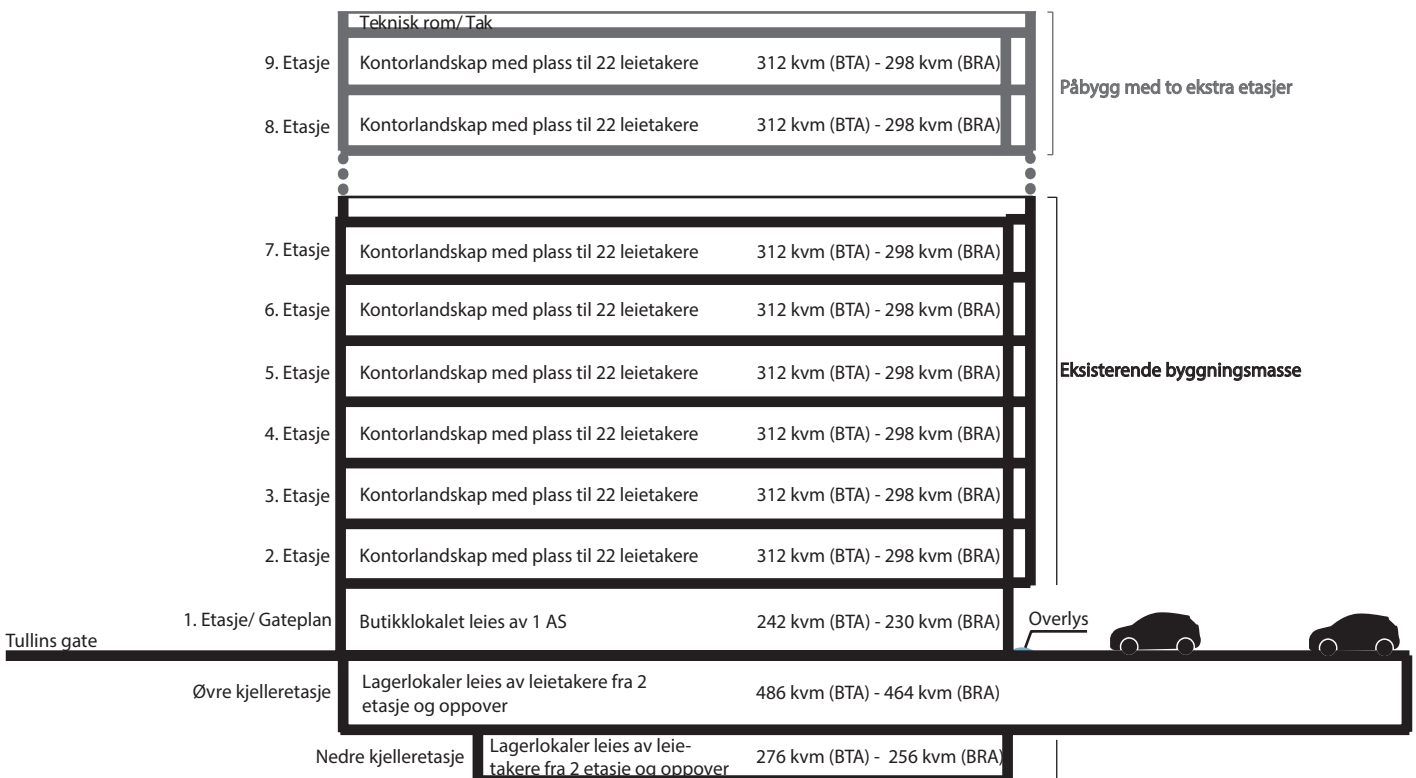 Teknisk rom/ Tak
9. Etasje Kontorlandskap med plass til 22 leietakere 312 kvm (BTA) - 298 kvm (BRA)
Påbygg med to ekstra etasjer
8. Etasje Kontorlandskap med plass til 22 leietakere 312 kvm (BTA) - 298 kvm (BRA)
7. Etasje Kontorlandskap med plass til 22 leietakere 312 kvm (BTA) - 298 kvm (BRA)
6. Etasje Kontorlandskap med plass til 22 leietakere 312 kvm (BTA) - 298 kvm (BRA)
5. Etasje Kontorlandskap med plass til 22 leietakere 312 kvm (BTA) - 298 kvm (BRA)
Eksisterende byggningsmasse
4. Etasje Kontorlandskap med plass til 22 leietakere 312 kvm (BTA) - 298 kvm (BRA)
3. Etasje Kontorlandskap med plass til 22 leietakere 312 kvm (BTA) - 298 kvm (BRA)
2. Etasje Kontorlandskap med plass til 22 leietakere 312 kvm (BTA) - 298 kvm (BRA)
1. Etasje/ Gateplan Butikklokalet leies av 1 AS 242 kvm (BTA) - 230 kvm (BRA)
Overlys
Tullins gate
Øvre kjelleretasje Lagerlokaler leies av leietakere fra 2
etasje og oppover 486 kvm (BTA) - 464 kvm (BRA)
Nedre kjelleretasje Lagerlokaler leies av leie-
takere fra 2 etasje og oppover 276 kvm (BTA) - 256 kvm (BRA)